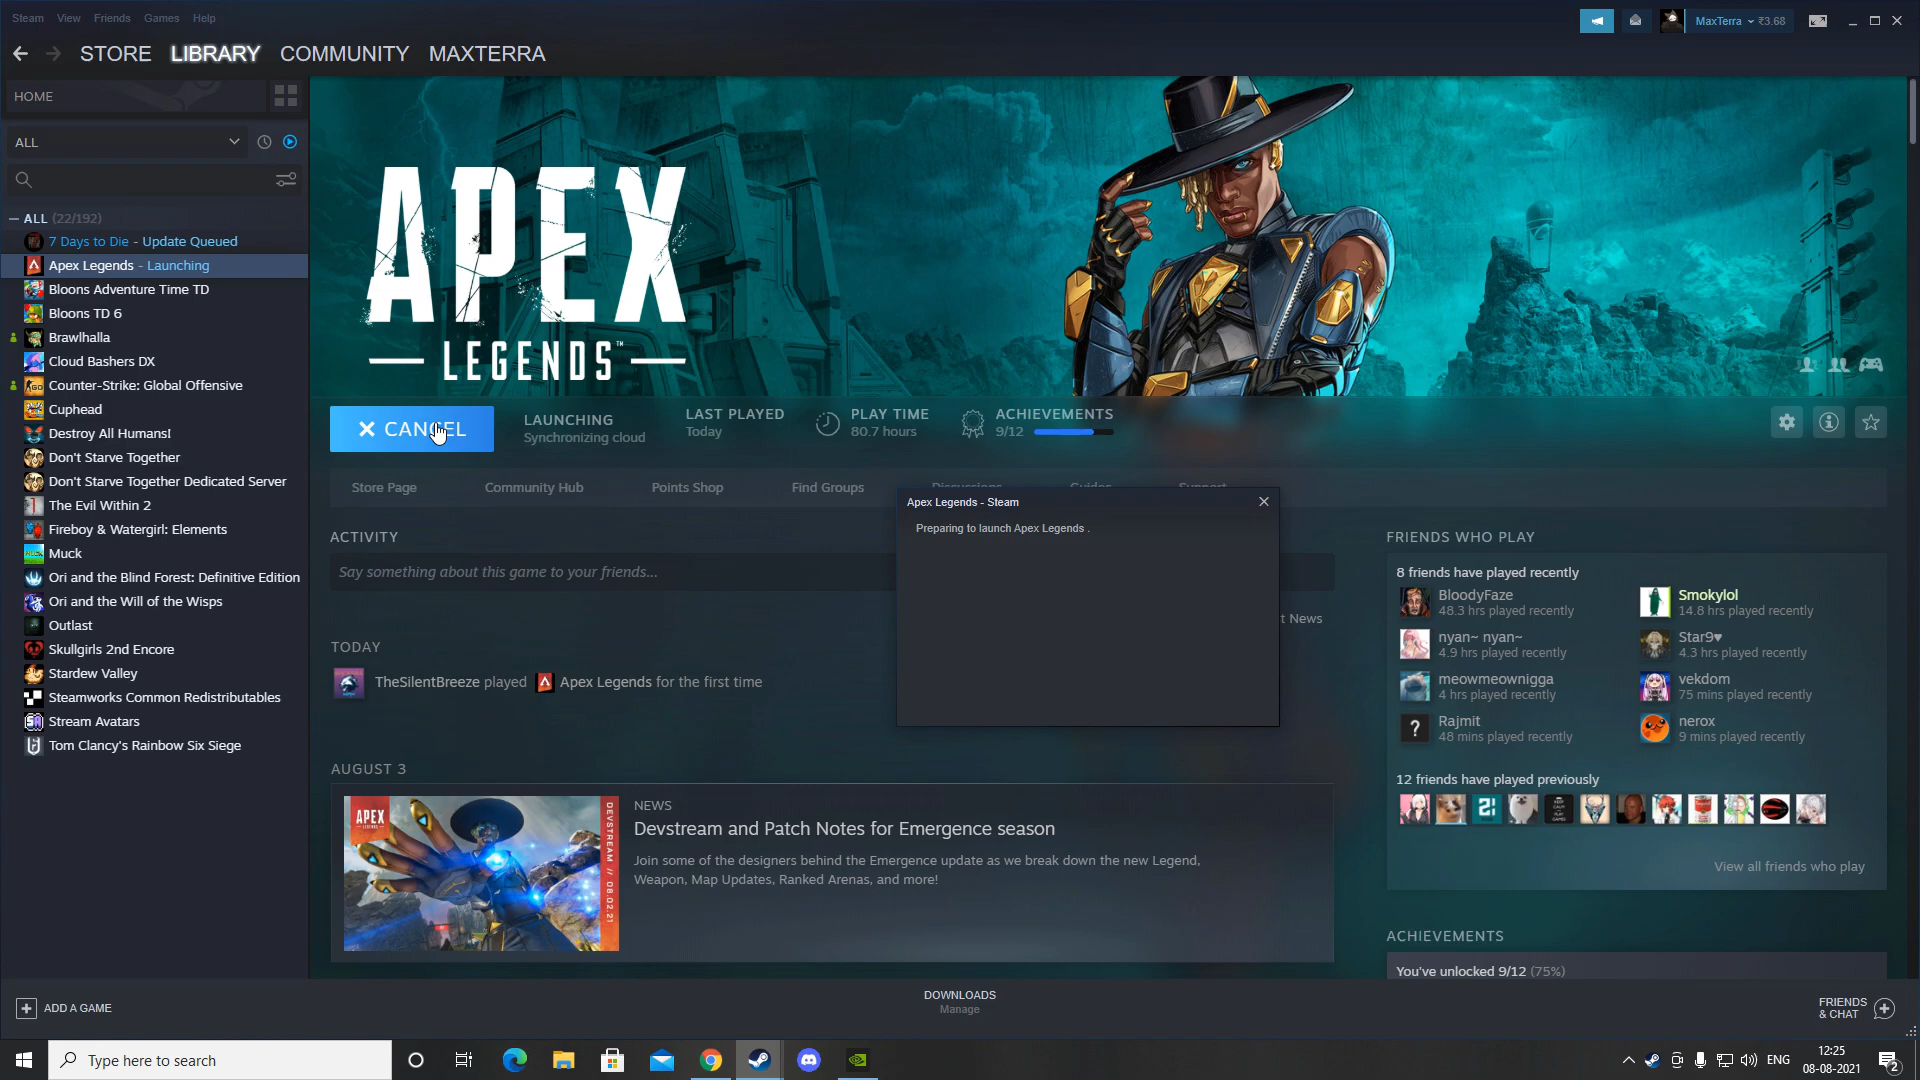 Steam View Friends Games Help
MaxTerra ₹3.68
STORE LIBRARY COMMUNITY MAXTERRA
HOME
ALL
ALL (22/192)
7 Days to Die - Update Queued
Apex Legends - Launching
Bloons Adventure Time TD
Bloons TD 6
Brawlhalla
Cloud Bashers DX
Counter-Strike: Global Offensive
Cuphead
Destroy All Humans!
Don't Starve Together
Don't Starve Together Dedicated Server
The Evil Within 2
Fireboy & Watergirl: Elements
Muck
Ori and the Blind Forest: Definitive Edition
Ori and the Will of the Wisps
Outlast
Skullgirls 2nd Encore
Stardew Valley
Steamworks Common Redistributables
Stream Avatars
Tom Clancy's Rainbow Six Siege
ADD A GAME
APEX
LEGENDS™
CANCEL
LAUNCHING
Synchronizing cloud
LAST PLAYED
Today
PLAY TIME
80.7 hours
ACHIEVEMENTS
9/12
Store Page Community Hub Points Shop Find Groups Discussions Guides Support
Apex Legends - Steam
Preparing to launch Apex Legends .
ACTIVITY
Say something about this game to your friends...
t News
TODAY
TheSilentBreeze played Apex Legends for the first time
AUGUST 3
APEX
LEGENDS
DEVSTREAM // 08.02.21
NEWS
Devstream and Patch Notes for Emergence season
Join some of the designers behind the Emergence update as we break down the new Legend,
Weapon, Map Updates, Ranked Arenas, and more!
FRIENDS WHO PLAY
8 friends have played recently
BloodyFaze
48.3 hrs played recently
Smokylol
14.8 hrs played recently
nyan~ nyan~
4.9 hrs played recently
Star9♥
4.3 hrs played recently
meowmeownigga
4 hrs played recently
vekdom
75 mins played recently
?
Rajmit
48 mins played recently
nerox
9 mins played recently
12 friends have played previously
View all friends who play
ACHIEVEMENTS
You've unlocked 9/12 (75%)
DOWNLOADS
Manage
FRIENDS
& CHAT
Type here to search
ENG
12:25
08-08-2021
2